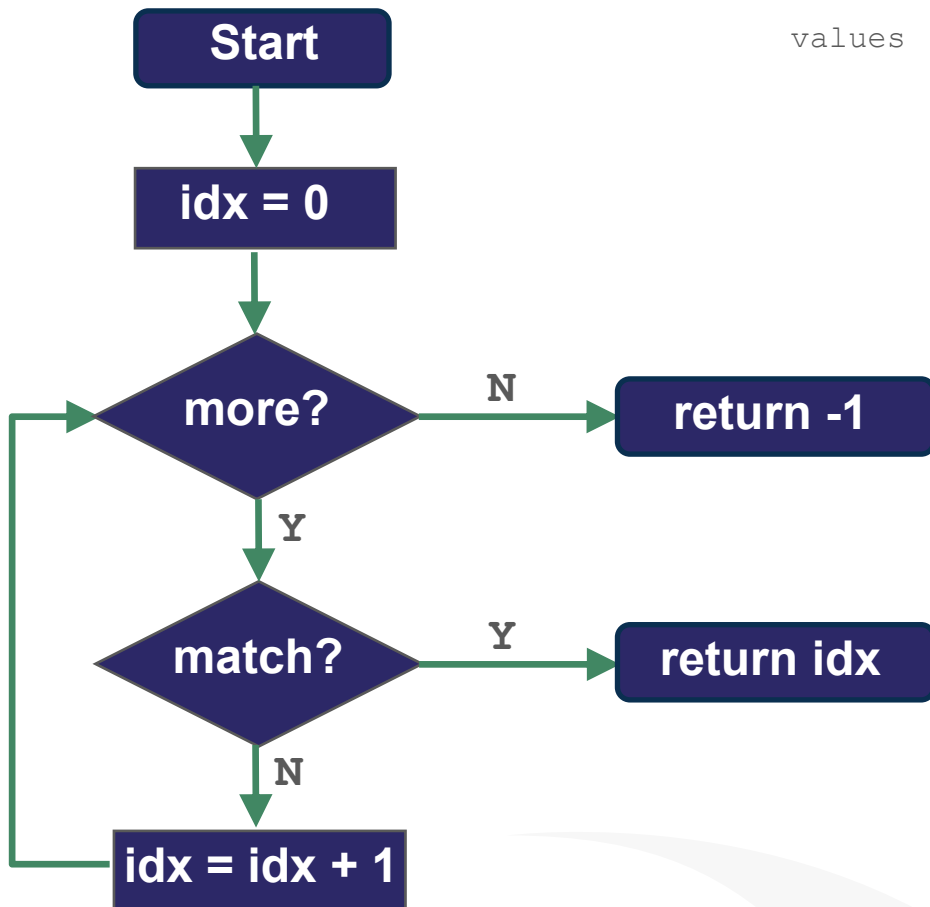 Start
values
idx = 0
more?
N
return -1
Y
match?
Y
return idx
N
idx = idx + 1